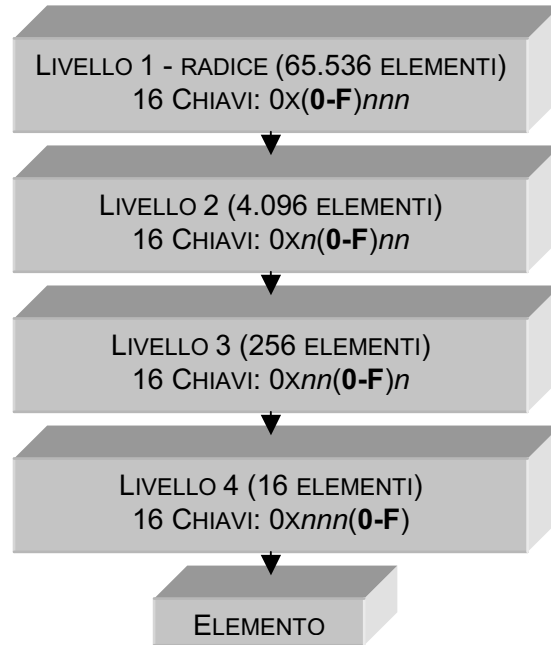 LIVELLO 1 - RADICE (65.536 ELEMENTI)
16 CHIAVI: 0X(0-F)nnn
LIVELLO 2 (4.096 ELEMENTI)
16 CHIAVI: 0Xn(0-F)nn
LIVELLO 3 (256 ELEMENTI)
16 CHIAVI: 0Xnn(0-F)n
LIVELLO 4 (16 ELEMENTI)
16 CHIAVI: 0Xnnn(0-F)
ELEMENTO